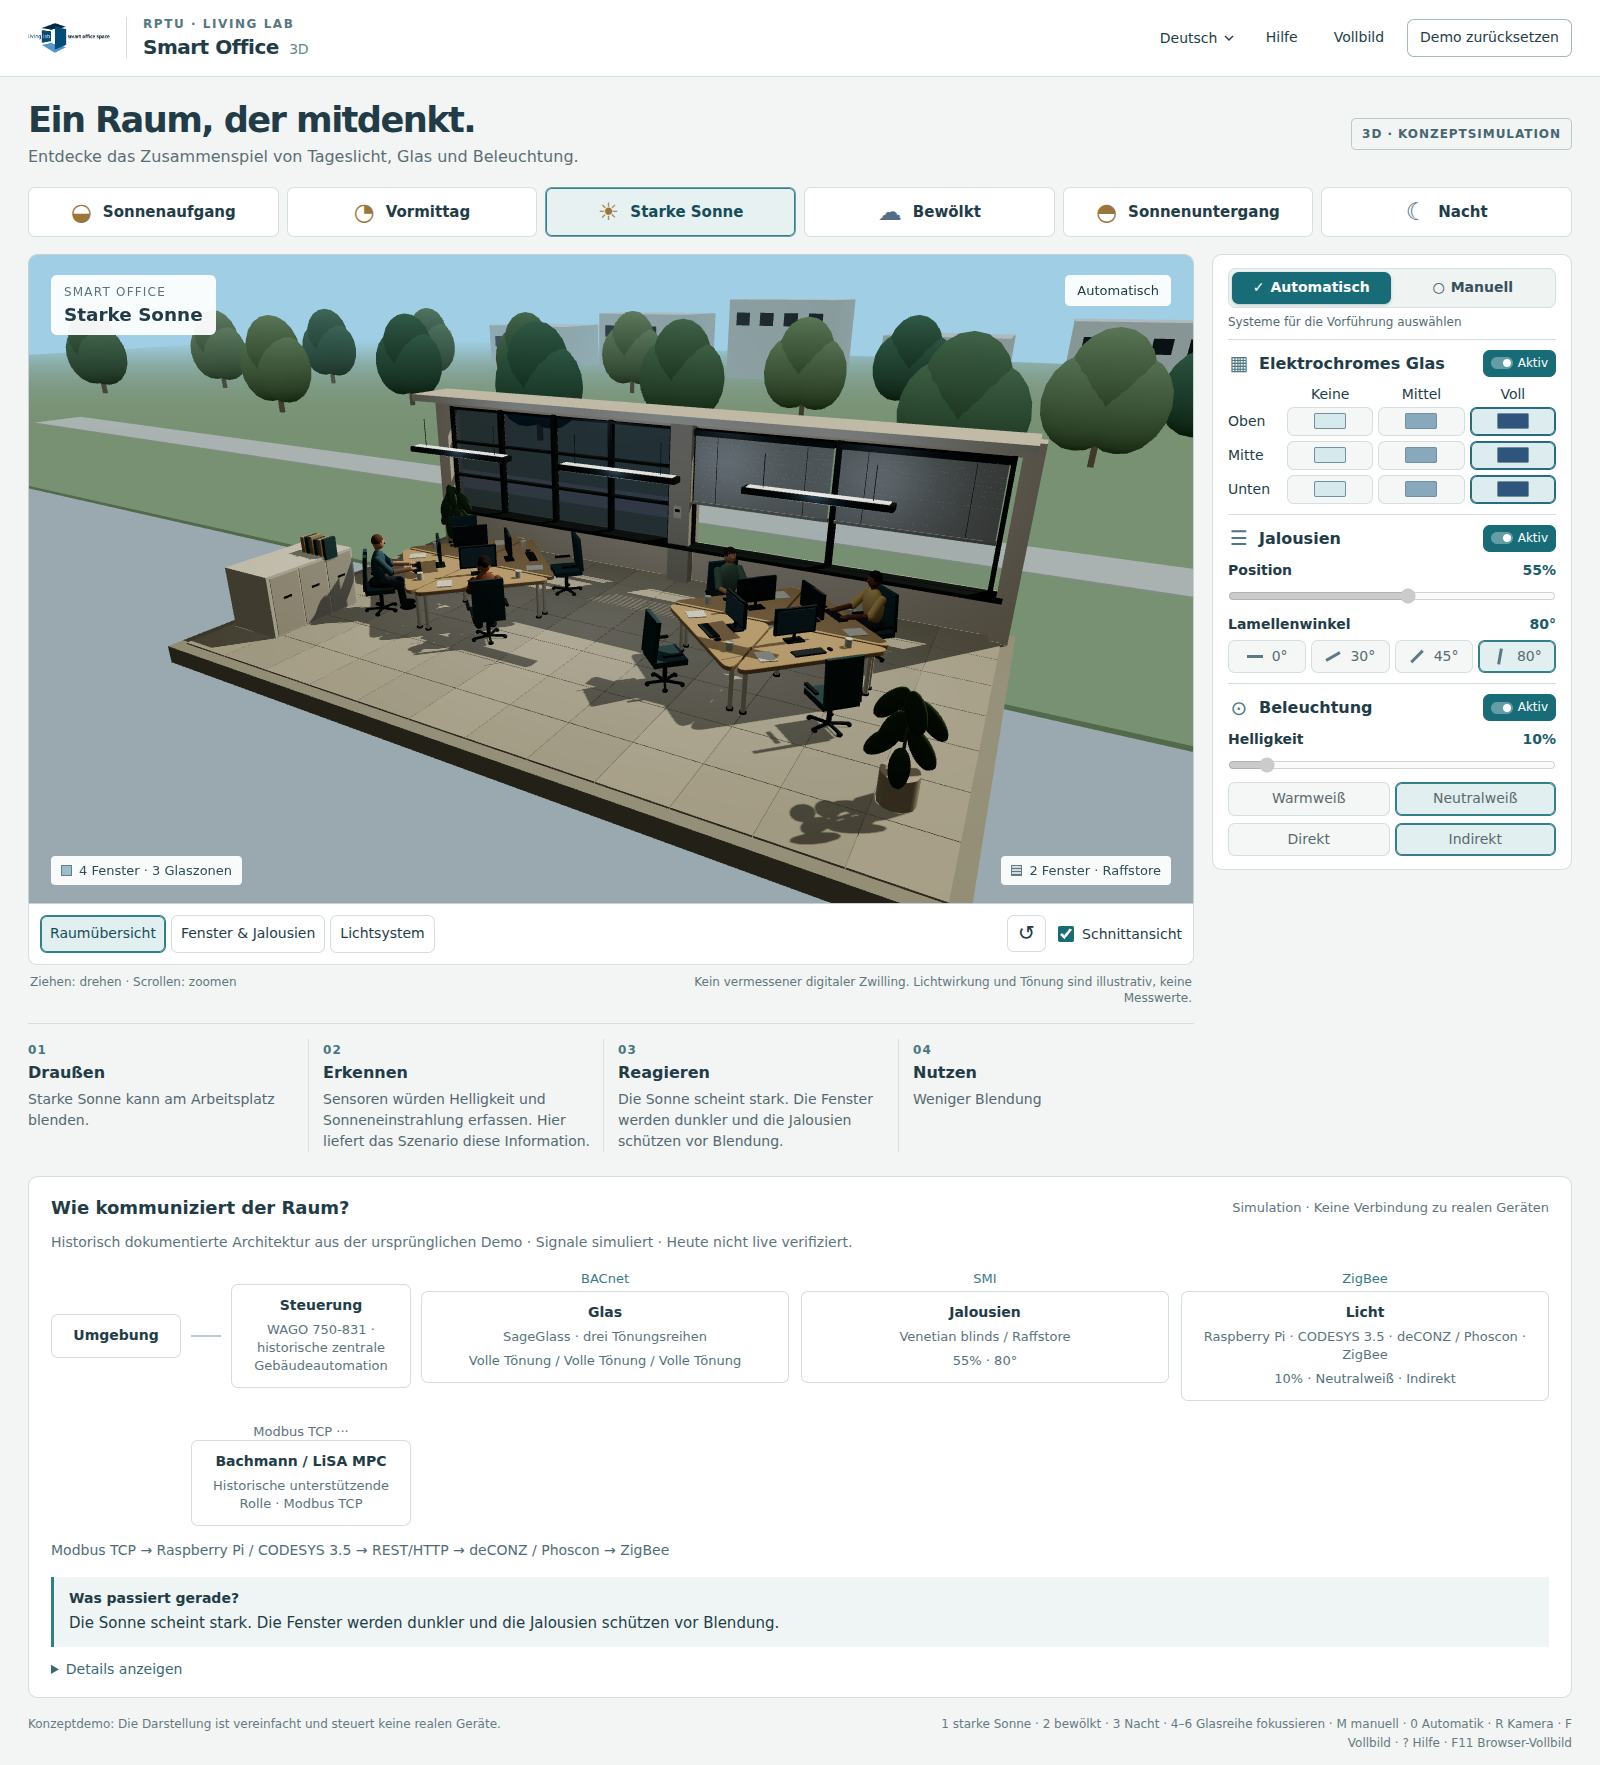 living lab smart office space
RPTU · LIVING LAB
Smart Office 3D
Deutsch
Hilfe
Vollbild
Demo zurücksetzen
Ein Raum, der mitdenkt.
Entdecke das Zusammenspiel von Tageslicht, Glas und Beleuchtung.
3D · KONZEPTSIMULATION
Sonnenaufgang
Vormittag
Starke Sonne
Bewölkt
Sonnenuntergang
Nacht
SMART OFFICE
Starke Sonne
Automatisch
4 Fenster · 3 Glaszonen
2 Fenster · Raffstore
Raumübersicht
Fenster & Jalousien
Lichtsystem
Schnittansicht
Ziehen: drehen · Scrollen: zoomen
Kein vermessener digitaler Zwilling. Lichtwirkung und Tönung sind illustrativ, keine
Messwerte.
✓ Automatisch
○ Manuell
Systeme für die Vorführung auswählen
Elektrochromes Glas
Aktiv
Keine
Mittel
Voll
Oben
Mitte
Unten
Jalousien
Aktiv
Position
55%
Lamellenwinkel
80°
0°
30°
45°
80°
Beleuchtung
Aktiv
Helligkeit
10%
Warmweiß
Neutralweiß
Direkt
Indirekt
01
Draußen
Starke Sonne kann am Arbeitsplatz
blenden.
02
Erkennen
Sensoren würden Helligkeit und
Sonneneinstrahlung erfassen. Hier
liefert das Szenario diese Information.
03
Reagieren
Die Sonne scheint stark. Die Fenster
werden dunkler und die Jalousien
schützen vor Blendung.
04
Nutzen
Weniger Blendung
Wie kommuniziert der Raum?
Simulation · Keine Verbindung zu realen Geräten
Historisch dokumentierte Architektur aus der ursprünglichen Demo · Signale simuliert · Heute nicht live verifiziert.
Umgebung
Steuerung
WAGO 750-831 ·
historische zentrale
Gebäudeautomation
BACnet
Glas
SageGlass · drei Tönungsreihen
Volle Tönung / Volle Tönung / Volle Tönung
SMI
Jalousien
Venetian blinds / Raffstore
55% · 80°
ZigBee
Licht
Raspberry Pi · CODESYS 3.5 · deCONZ / Phoscon ·
ZigBee
10% · Neutralweiß · Indirekt
Modbus TCP ···
Bachmann / LiSA MPC
Historische unterstützende
Rolle · Modbus TCP
Modbus TCP → Raspberry Pi / CODESYS 3.5 → REST/HTTP → deCONZ / Phoscon → ZigBee
Was passiert gerade?
Die Sonne scheint stark. Die Fenster werden dunkler und die Jalousien schützen vor Blendung.
Details anzeigen
Konzeptdemo: Die Darstellung ist vereinfacht und steuert keine realen Geräte.
1 starke Sonne · 2 bewölkt · 3 Nacht · 4–6 Glasreihe fokussieren · M manuell · 0 Automatik · R Kamera · F
Vollbild · ? Hilfe · F11 Browser-Vollbild